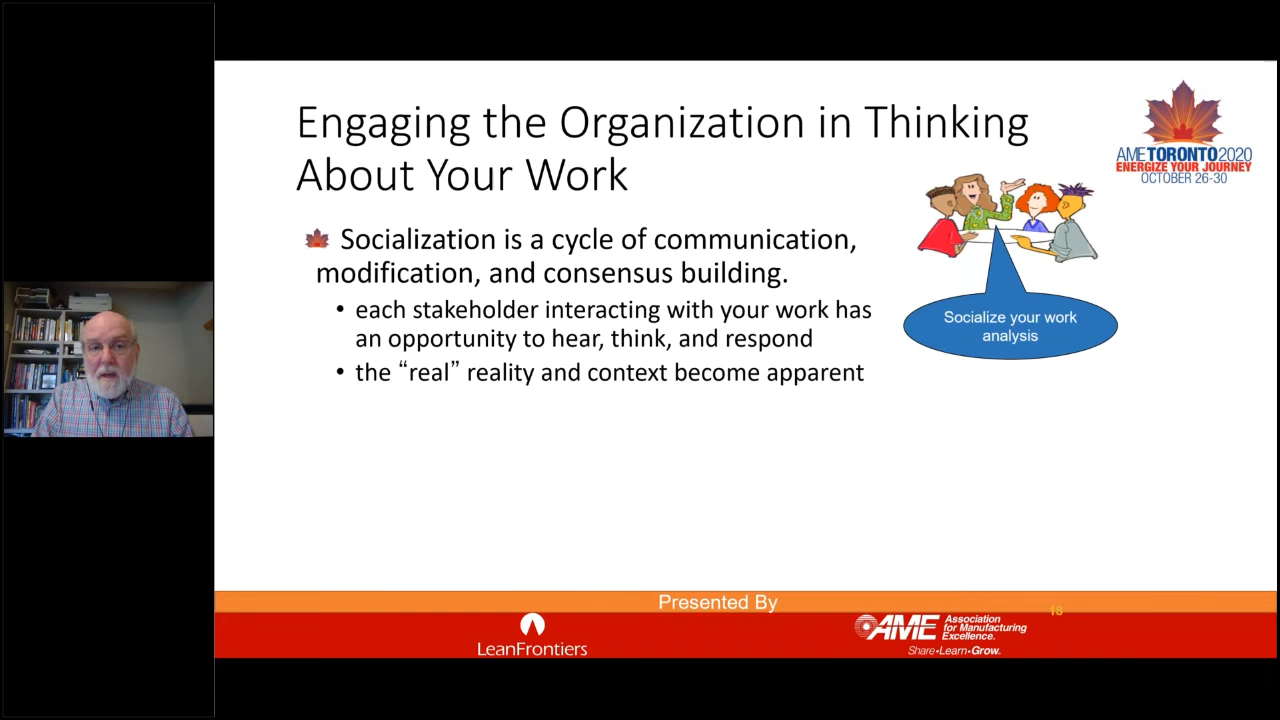 Engaging the Organization in Thinking
About Your Work
AMETORONTO2020
ENERGIZE YOUR JOURNEY
OCTOBER 26-30
Socialization is a cycle of communication,
modification, and consensus building.
• each stakeholder interacting with your work has
an opportunity to hear, think, and respond
• the “real” reality and context become apparent
Socialize your work
analysis
Presented By
18
LeanFrontiers
AME Association
for Manufacturing
Excellence.
Share•Learn•Grow.